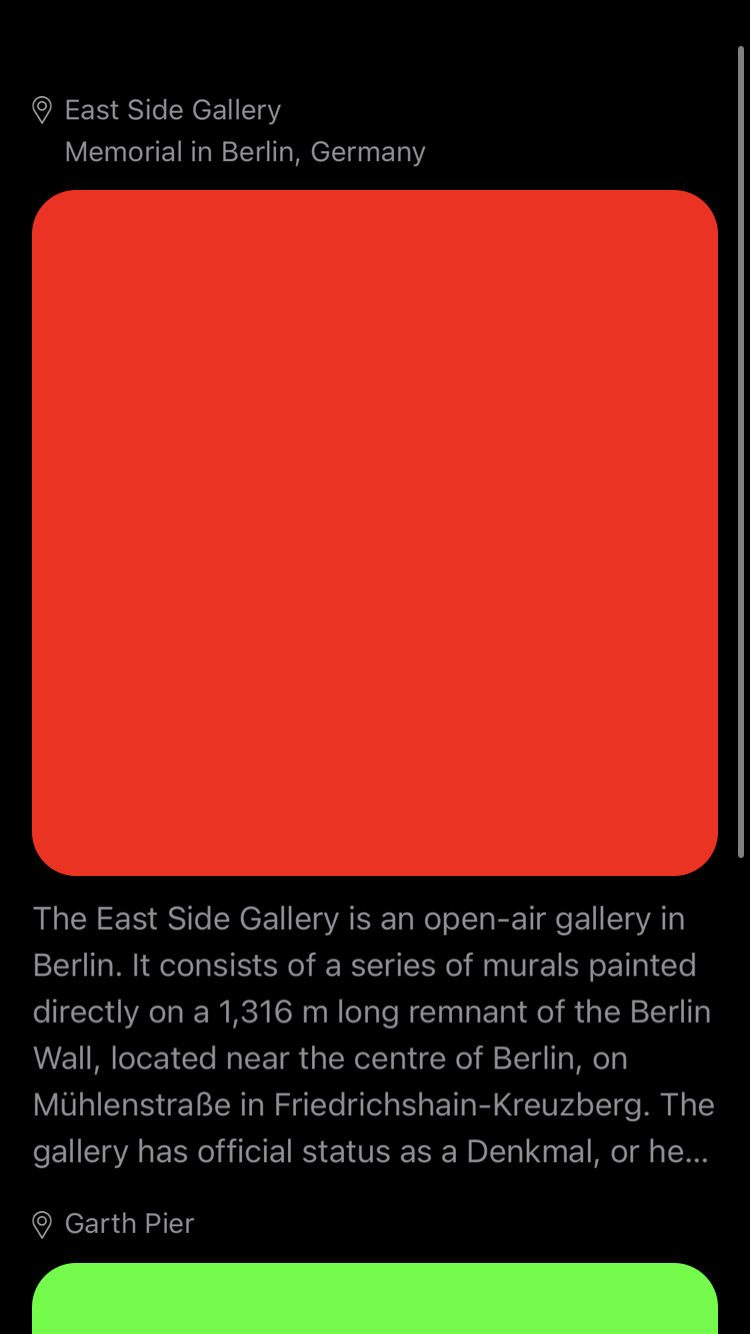 East Side Gallery
Memorial in Berlin, Germany
The East Side Gallery is an open-air gallery in
Berlin. It consists of a series of murals painted
directly on a 1,316 m long remnant of the Berlin
Wall, located near the centre of Berlin, on
Mühlenstraße in Friedrichshain-Kreuzberg. The
gallery has official status as a Denkmal, or he...
Garth Pier